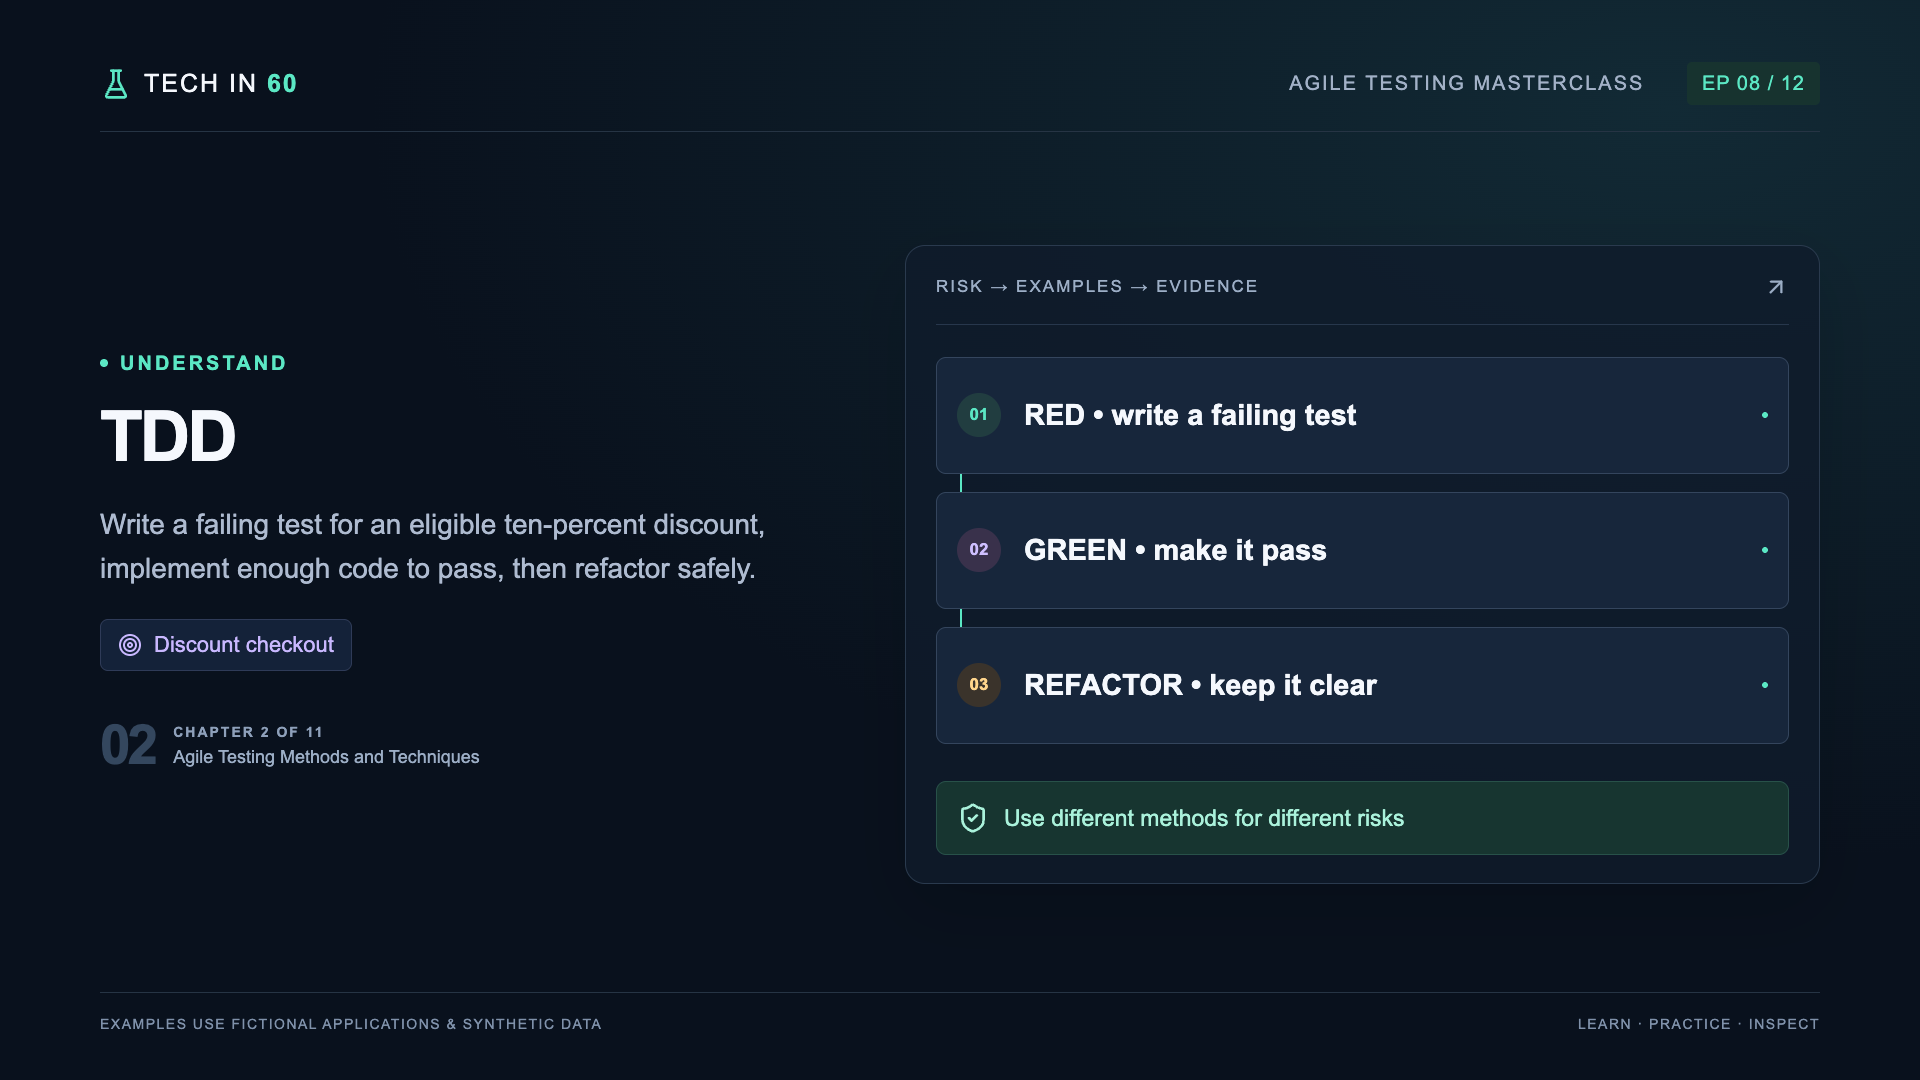 TECH IN 60
AGILE TESTING MASTERCLASS
EP 08 / 12
• UNDERSTAND
TDD
Write a failing test for an eligible ten-percent discount,
implement enough code to pass, then refactor safely.
Discount checkout
02
CHAPTER 2 OF 11
Agile Testing Methods and Techniques
RISK → EXAMPLES → EVIDENCE
01
RED • write a failing test
02
GREEN • make it pass
03
REFACTOR • keep it clear
Use different methods for different risks
EXAMPLES USE FICTIONAL APPLICATIONS & SYNTHETIC DATA
LEARN · PRACTICE · INSPECT